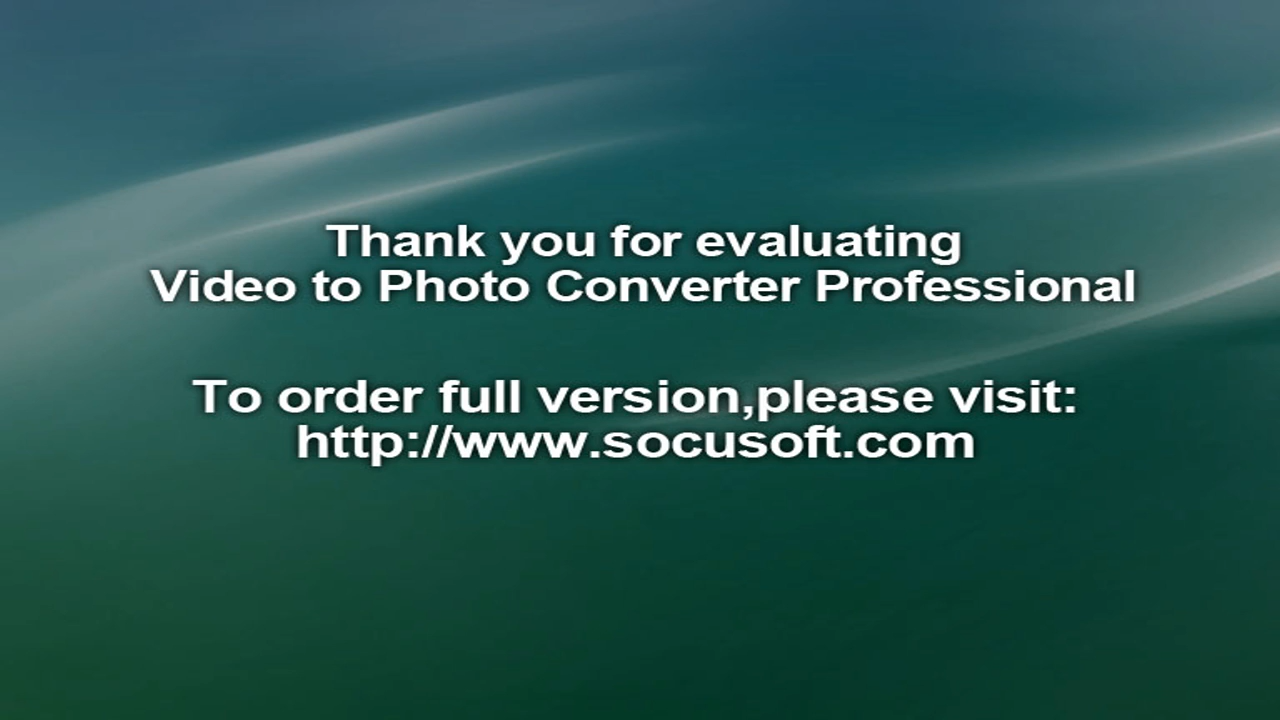 Thank you for evaluating
Video to Photo Converter Professional
To order full version,please visit:
http://www.socusoft.com